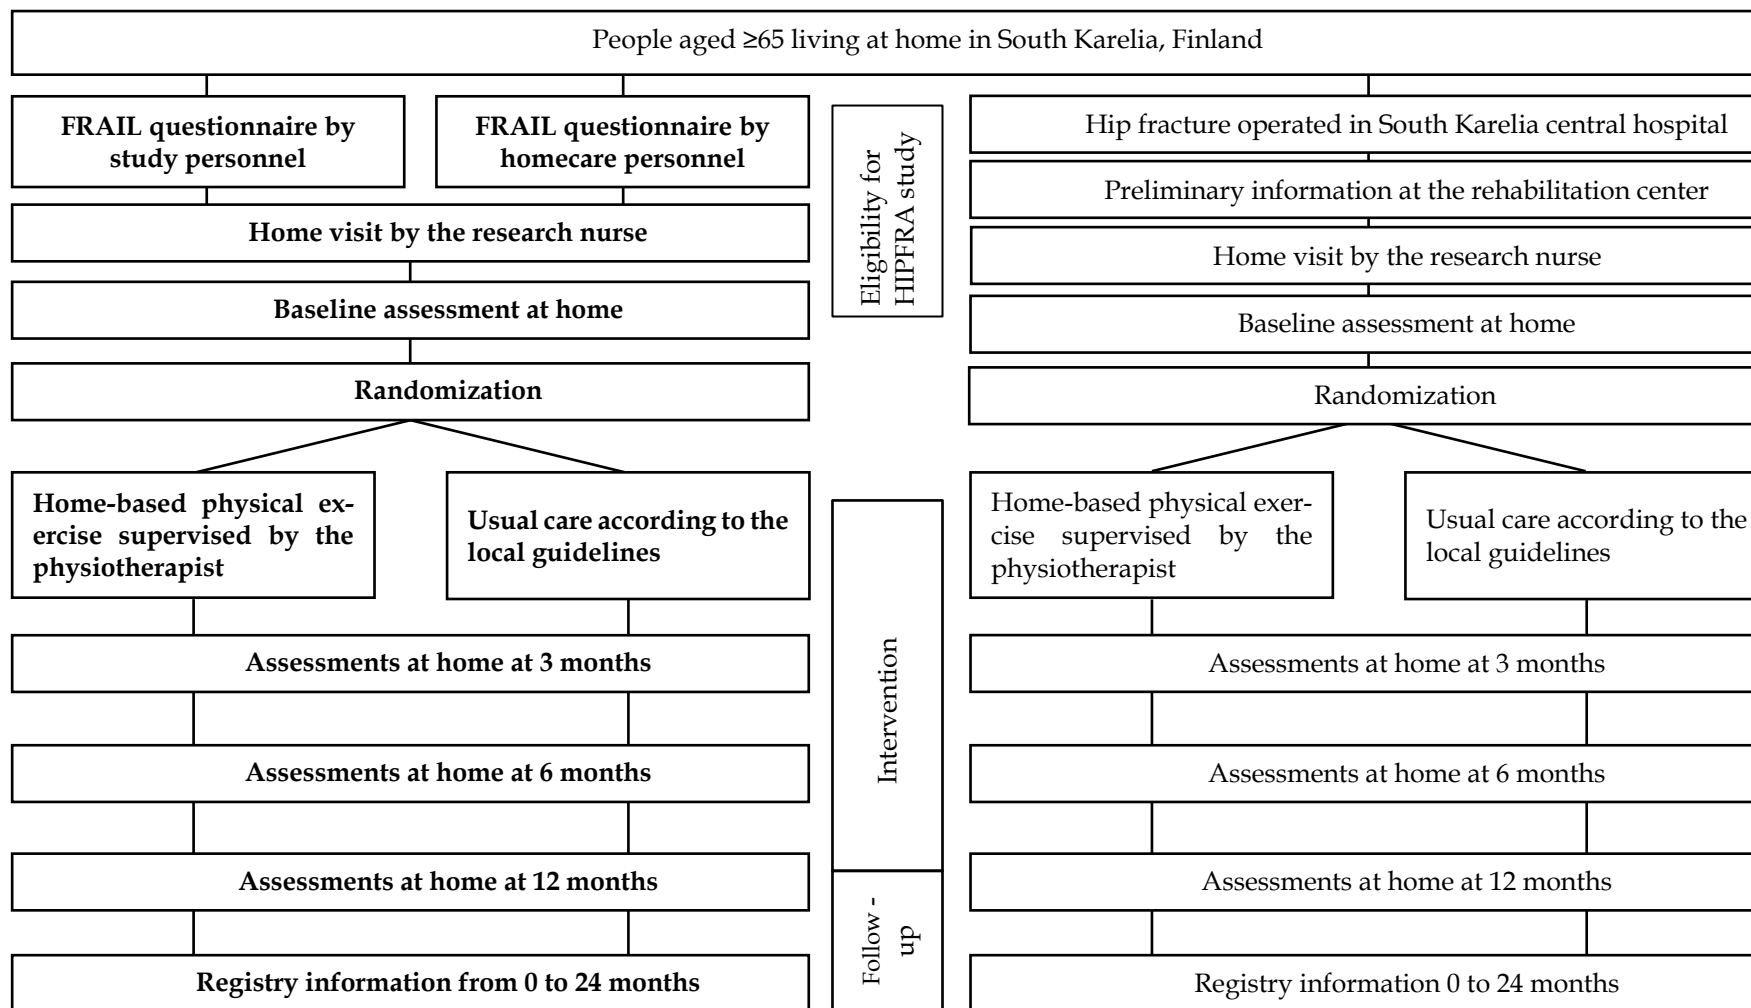 People aged ≥65 living at home in South Karelia, Finland
FRAIL questionnaire by
study personnel
FRAIL questionnaire by
homecare personnel
Home visit by the research nurse
Baseline assessment at home
Randomization
Home-based physical ex-
ercise supervised by the
physiotherapist
Usual care according to the
local guidelines
Assessments at home at 3 months
Assessments at home at 6 months
Assessments at home at 12 months
Registry information from 0 to 24 months
Eligibility for
HIPFRA study
Intervention
Follow -
up
Hip fracture operated in South Karelia central hospital
Preliminary information at the rehabilitation center
Home visit by the research nurse
Baseline assessment at home
Randomization
Home-based physical exer-
cise supervised by the
physiotherapist
Usual care according to the
local guidelines
Assessments at home at 3 months
Assessments at home at 6 months
Assessments at home at 12 months
Registry information 0 to 24 months